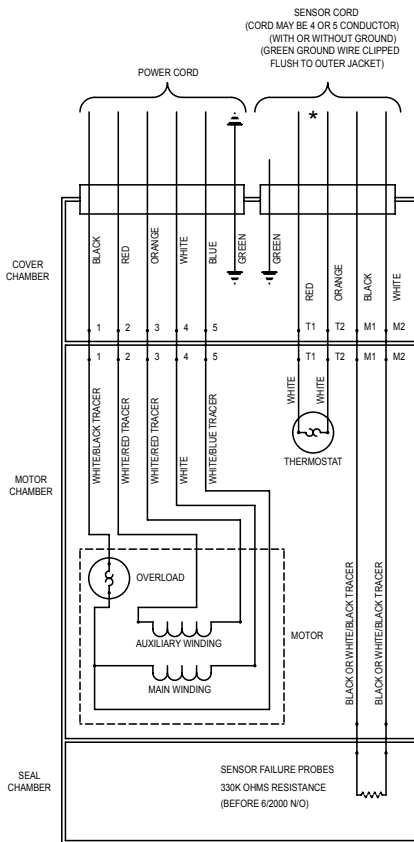 SENSOR CORD
(CORD MAY BE 4 OR 5 CONDUCTOR)
(WITH OR WITHOUT GROUND)
(GREEN GROUND WIRE CLIPPED
FLUSH TO OUTER JACKET)
POWER CORD
*
COVER
CHAMBER
BLACK
RED
ORANGE
WHITE
BLUE
GREEN
GREEN
RED
ORANGE
BLACK
WHITE
1
2
3
4
5
T1
T2
M1
M2
1
2
3
4
5
T1
T2
M1
M2
MOTOR
CHAMBER
WHITE/BLACK TRACER
WHITE/RED TRACER
WHITE/RED TRACER
WHITE
WHITE/BLUE TRACER
WHITE
WHITE
THERMOSTAT
OVERLOAD
AUXILIARY WINDING
MAIN WINDING
MOTOR
BLACK OR WHITE/BLACK TRACER
BLACK OR WHITE/BLACK TRACER
SEAL
CHAMBER
SENSOR FAILURE PROBES
330K OHMS RESISTANCE
(BEFORE 6/2000 N/O)